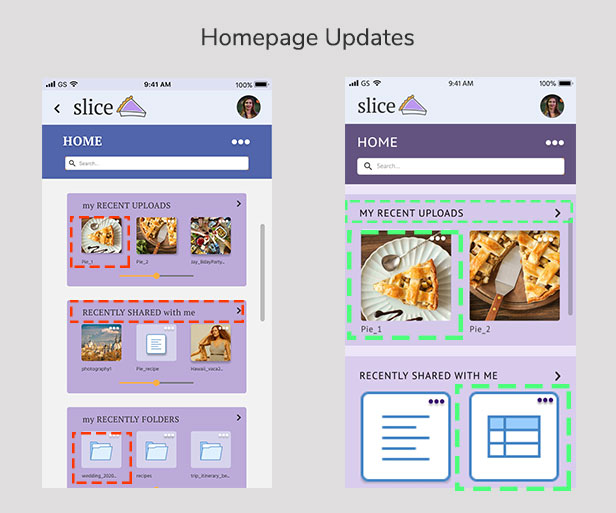 Homepage Updates
GS 9:41 AM 100%
slice
HOME
Search...
my RECENT UPLOADS
Pie_1 Pie_2 Jay_BdayParty...
RECENTLY SHARED with me
photography1 Pie_recipe Hawaii_vaca2...
my RECENTLY FOLDERS
wedding_2020... recipes trip_itinerary_be...
GS 9:41 AM 100%
slice
HOME
Search...
MY RECENT UPLOADS
Pie_1 Pie_2
RECENTLY SHARED WITH ME